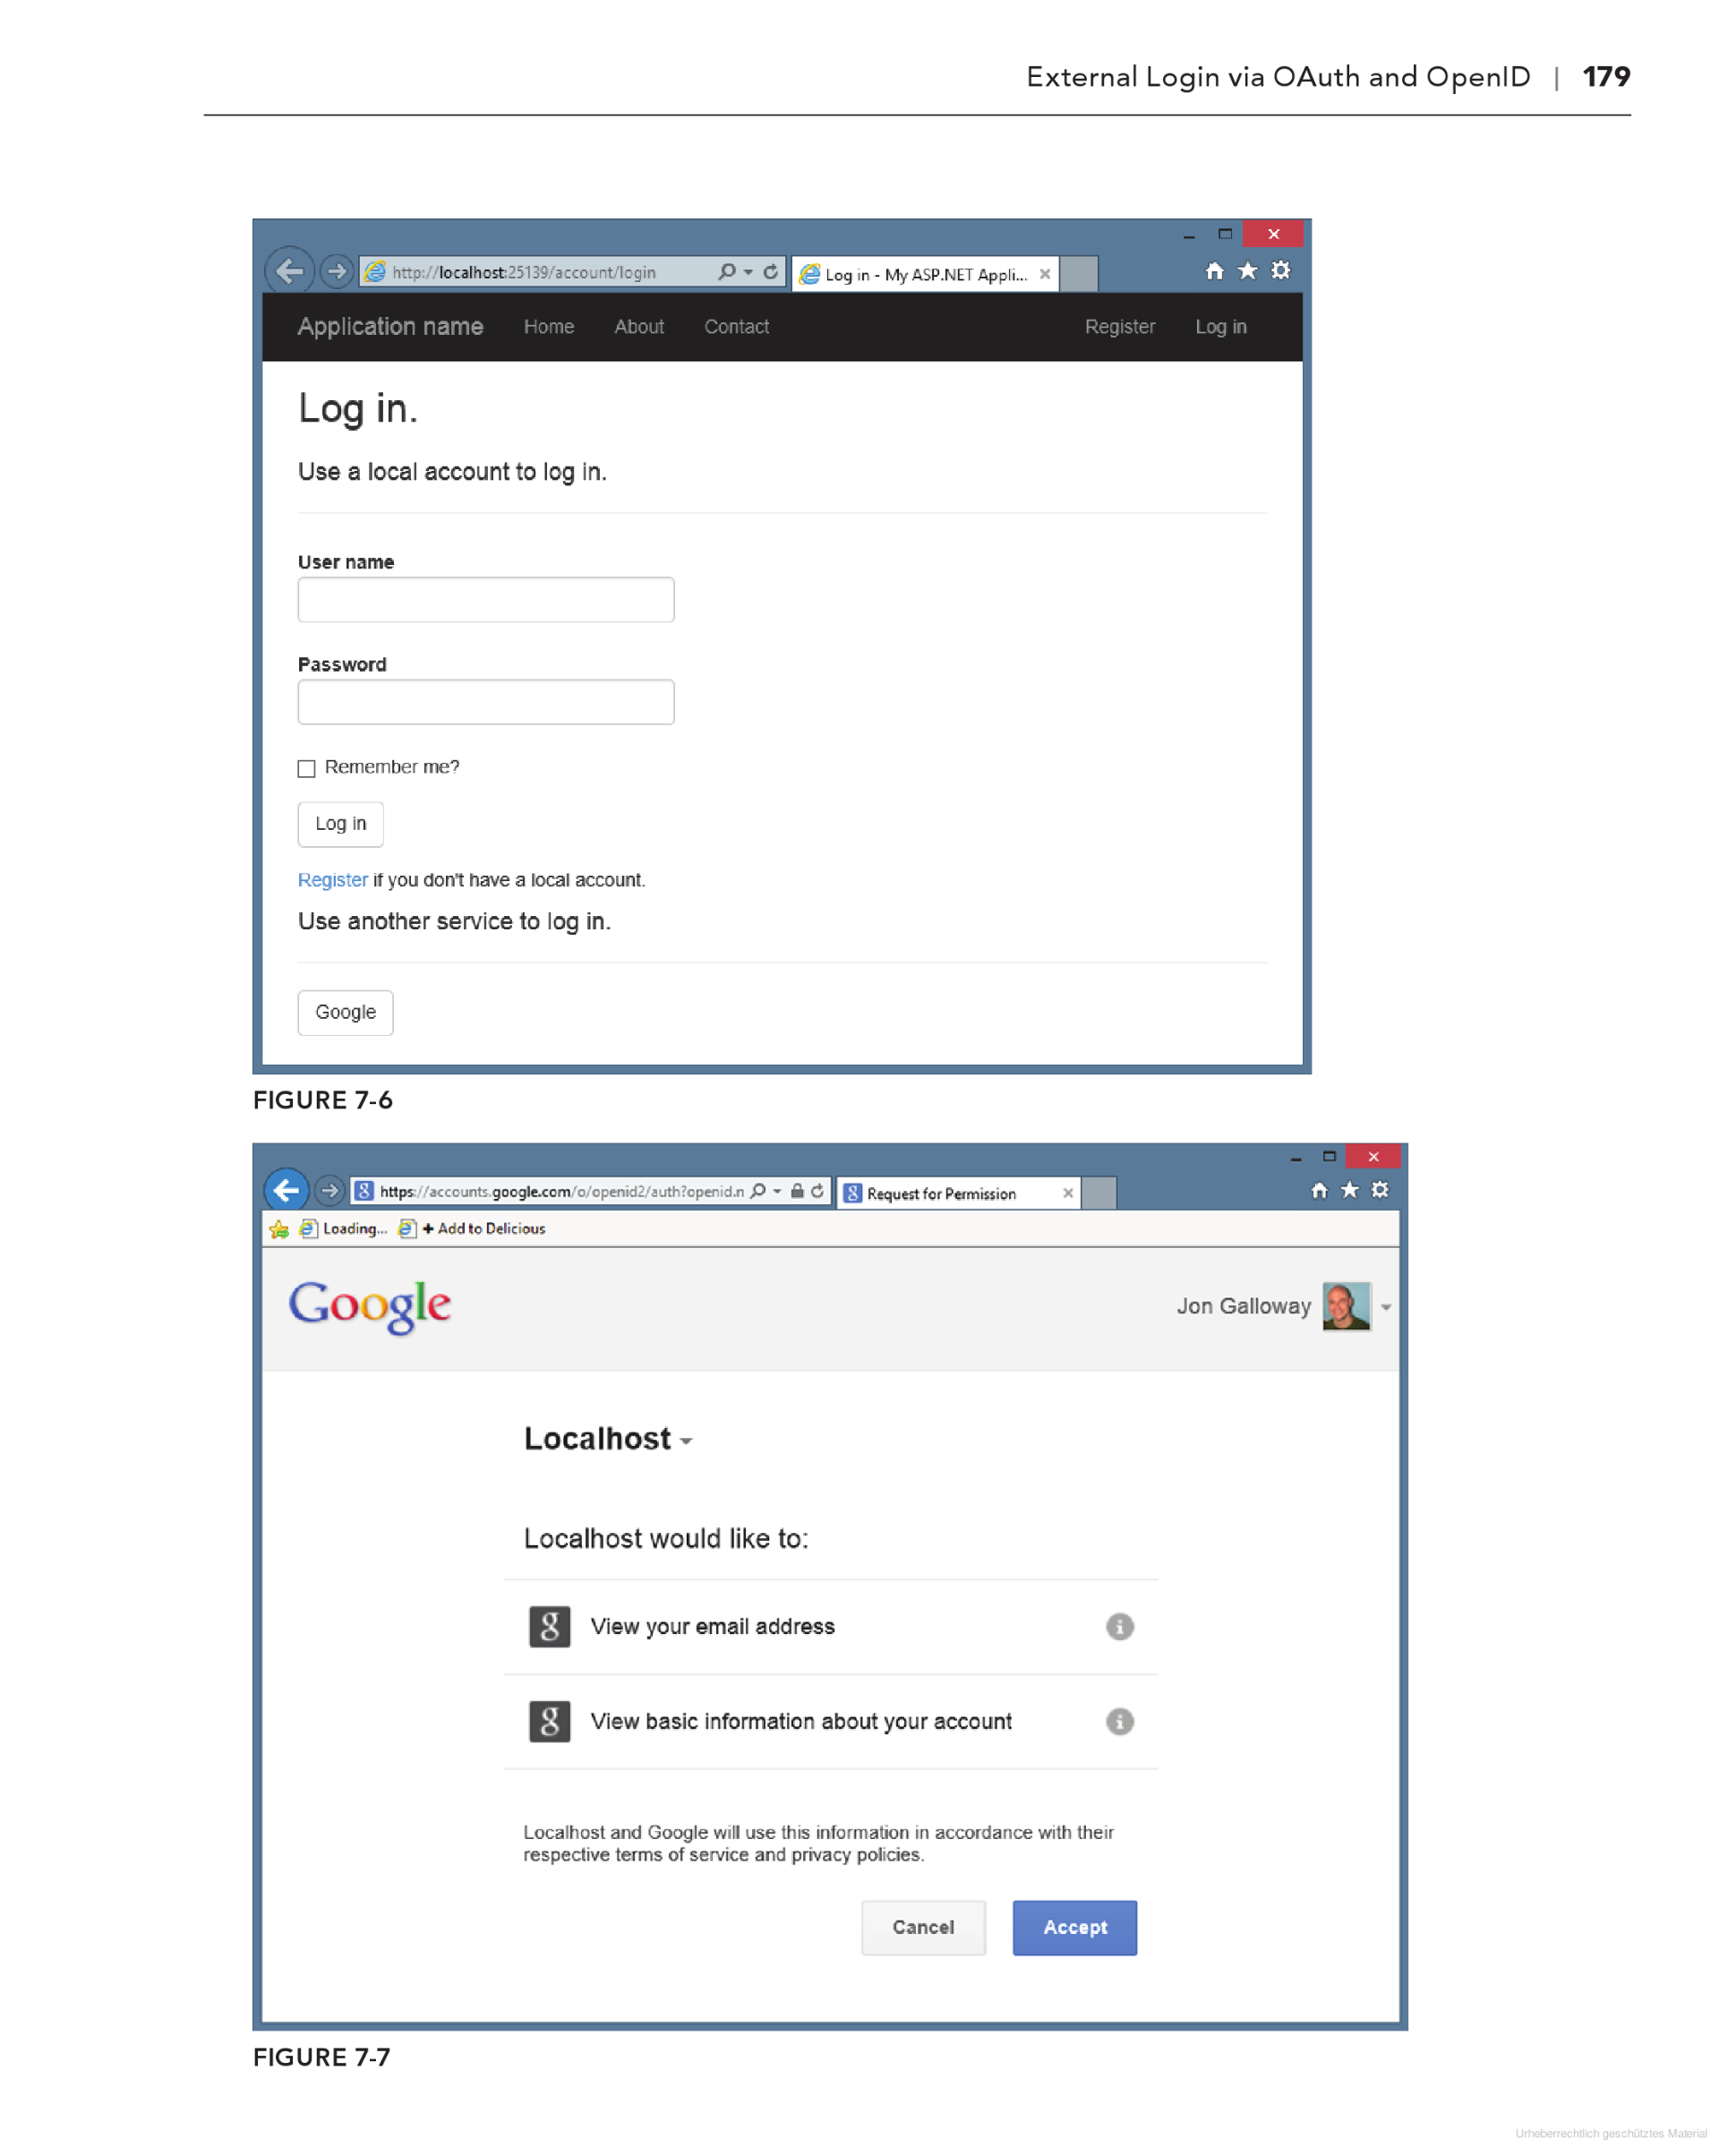 External Login via OAuth and OpenID | 179
http://localhost:25139/account/login
Log in - My ASP.NET Appli...
Application name Home About Contact Register Log in
Log in.
Use a local account to log in.
User name
Password
Remember me?
Log in
Register if you don't have a local account.
Use another service to log in.
Google
FIGURE 7-6
https://accounts.google.com/o/openid2/auth?openid.n
Request for Permission
Loading... + Add to Delicious
Google
Jon Galloway
Localhost
Localhost would like to:
g View your email address i
g View basic information about your account i
Localhost and Google will use this information in accordance with their
respective terms of service and privacy policies.
Cancel Accept
FIGURE 7-7
Urheberrechtlich geschütztes Material